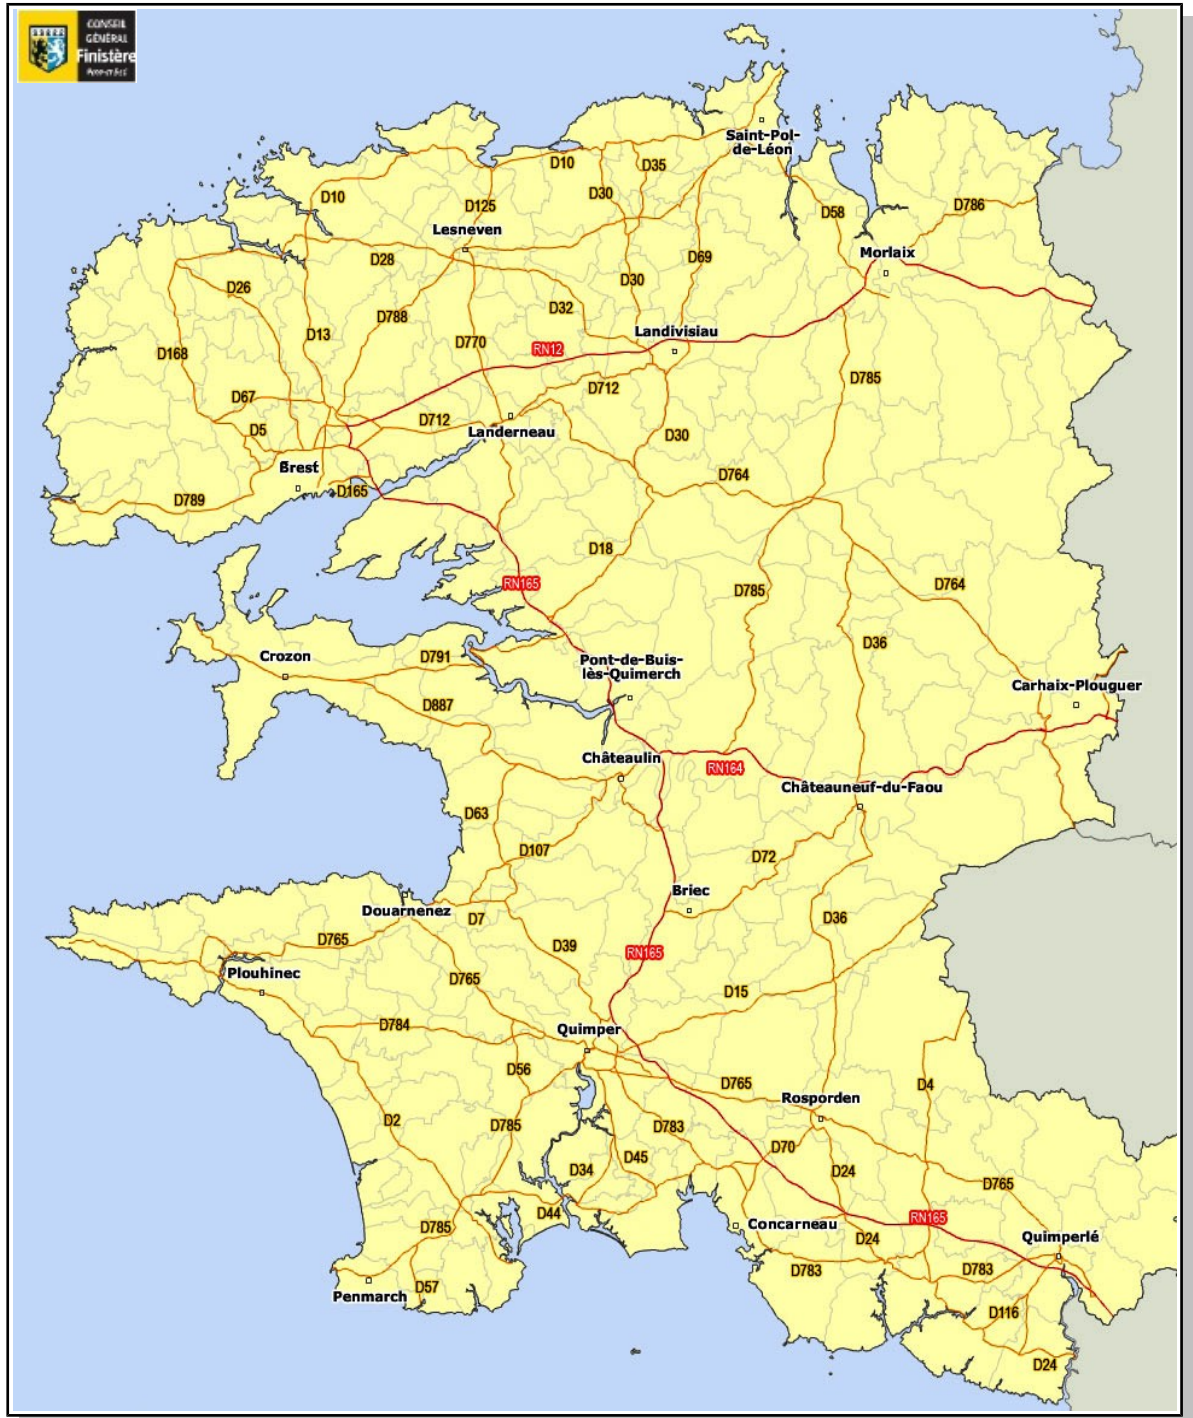 CONSEIL
GÉNÉRAL
Finistère
Penn-ar-Bed
Saint-Pol-
de-Léon
D10
D35
D30
D10
D125
D58
D786
Lesneven
Morlaix
D28
D69
D30
D26
D32
D788
D13
D770
Landivisiau
RN12
D168
D785
D712
D67
D712
D5
Landerneau
D30
Brest
D764
D165
D789
D18
RN165
D785
D764
D36
Crozon
D791
Pont-de-Buis-
lès-Quimerch
Carhaix-Plouguer
D887
Châteaulin
RN164
Châteauneuf-du-Faou
D63
D107
D72
Briec
Douarnenez
D7
D36
D765
D39
RN165
Plouhinec
D765
D15
D784
Quimper
D56
D765
D4
Rosporden
D2
D785
D783
D70
D45
D34
D24
D765
D44
RN165
D785
Concarneau
D24
Quimperlé
D783
D783
D57
Penmarch
D116
D24